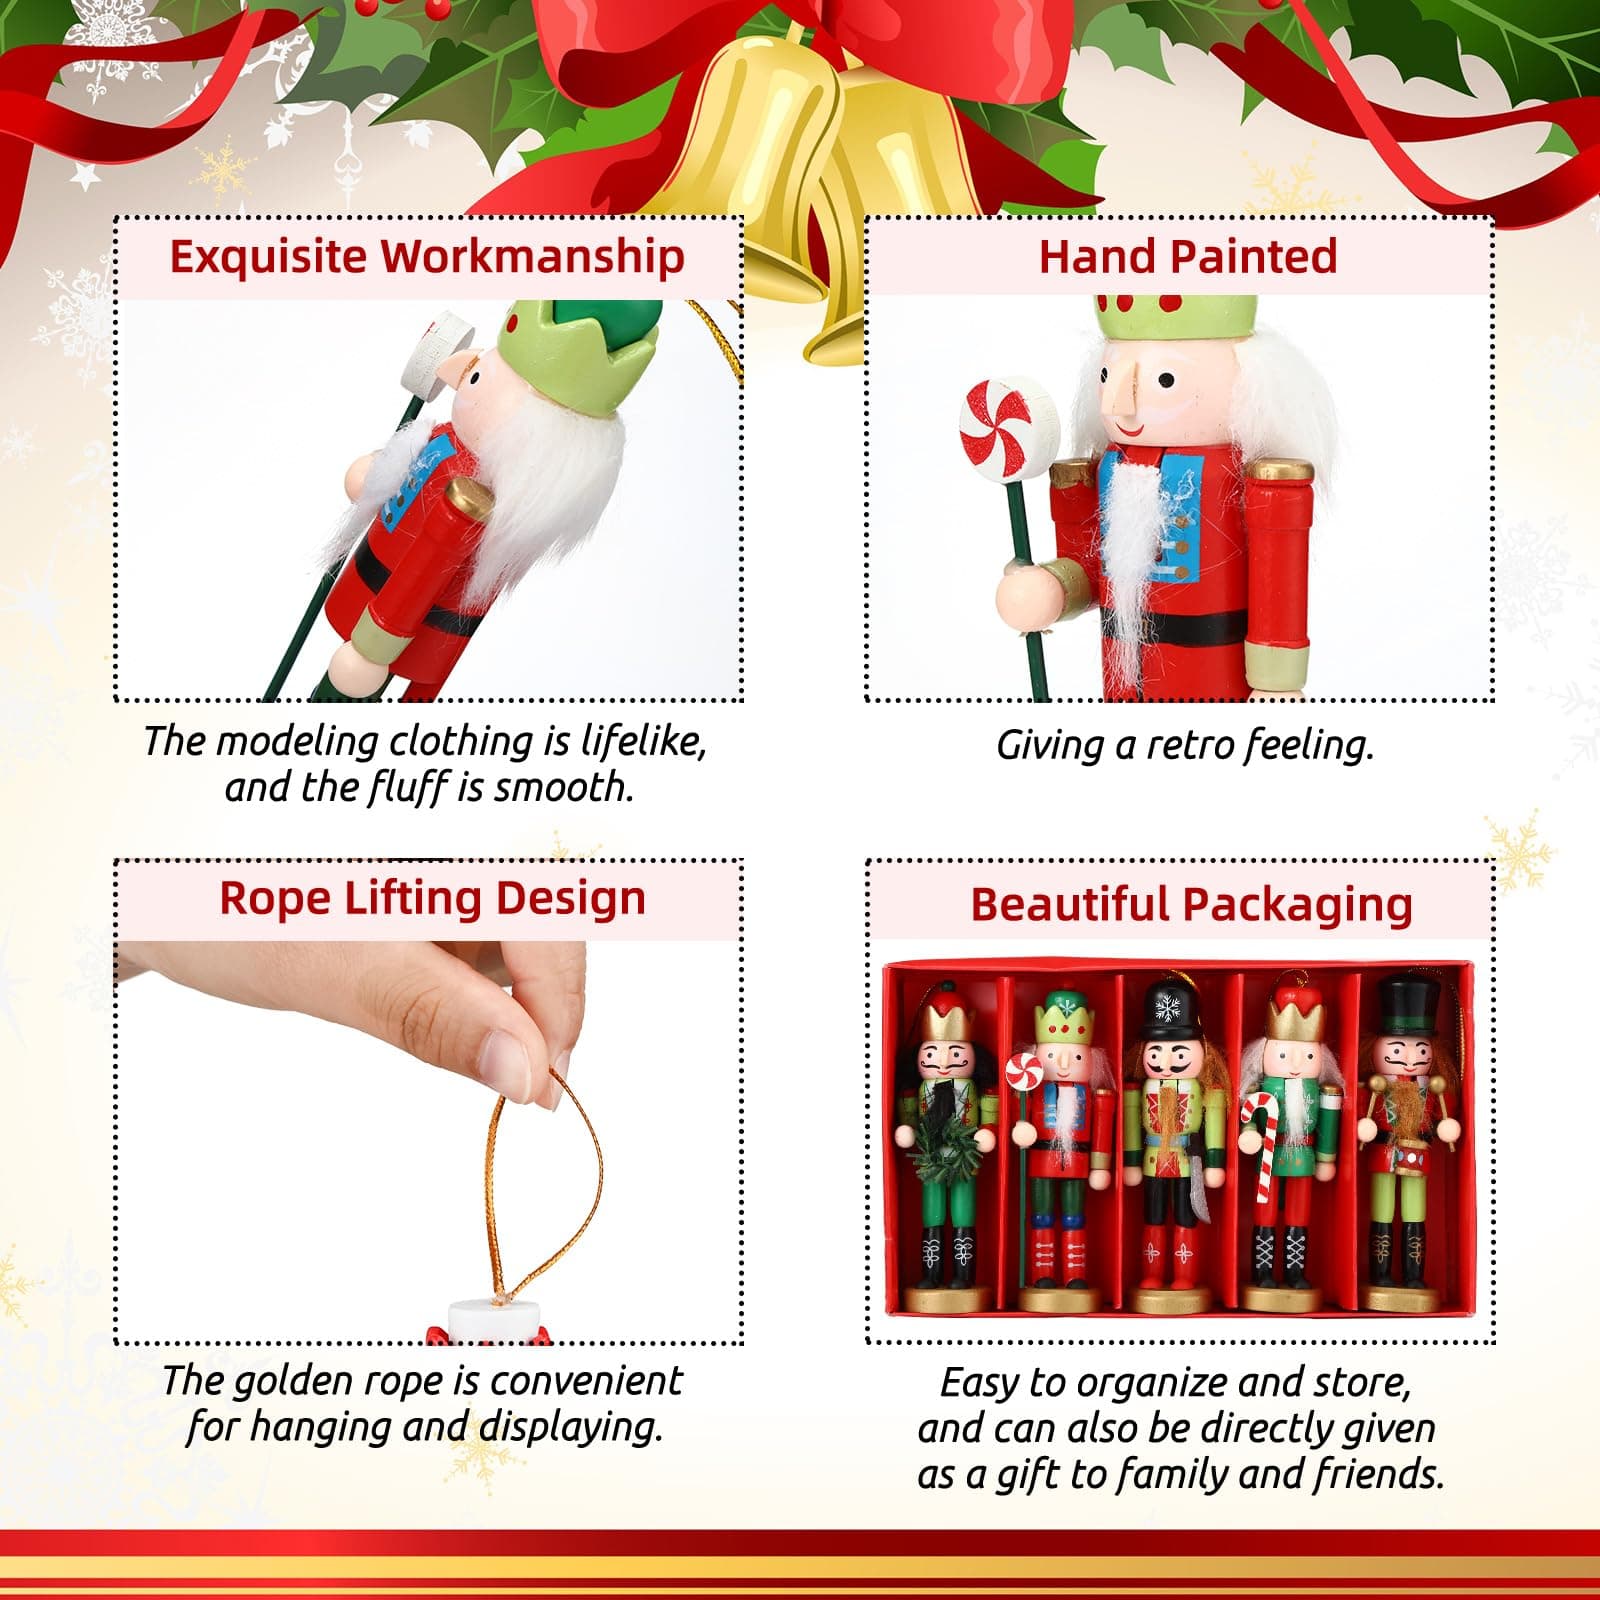 Exquisite Workmanship
Hand Painted
The modeling clothing is lifelike,
and the fluff is smooth.
Giving a retro feeling.
Rope Lifting Design
Beautiful Packaging
The golden rope is convenient
for hanging and displaying.
Easy to organize and store,
and can also be directly given
as a gift to family and friends.